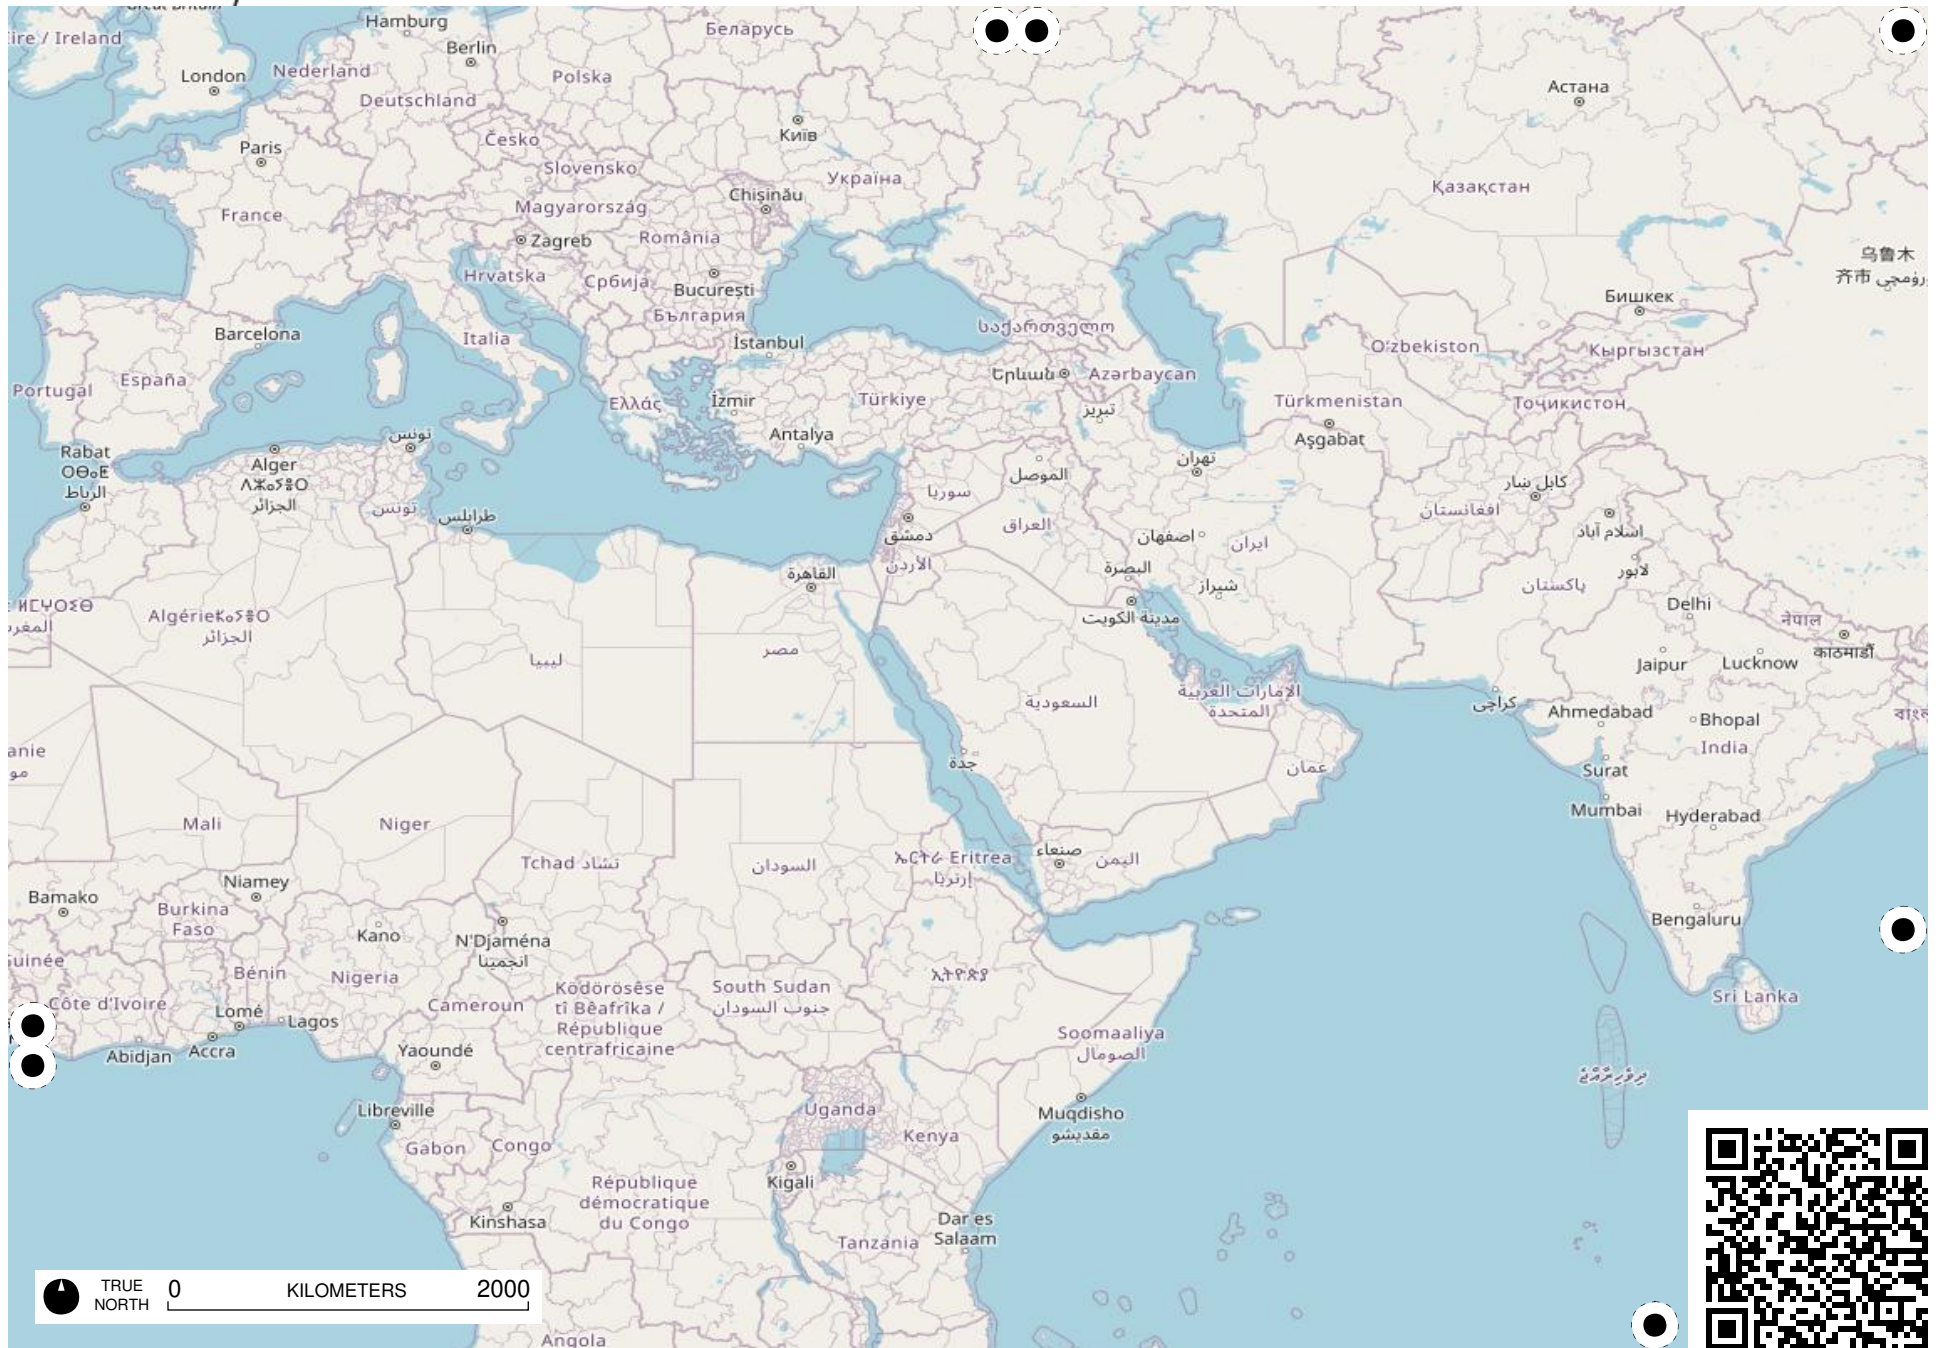 Éire / Ireland
Hamburg
Беларусь
Berlin
London
Nederland
Polska
Астана
Deutschland
Київ
Paris
Česko
Slovensko
Україна
Қазақстан
Chișinău
France
Magyarország
România
Zagreb
乌鲁木
齐市
Hrvatska
Србија
București
Бишкек
България
Barcelona
Italia
İstanbul
საქართველო
O‘zbekiston
Кыргызстан
Portugal
España
Ελλάς
İzmir
Türkiye
Երևան
Azərbaycan
Türkmenistan
Тоҷикистон
تبریز
Antalya
Aşgabat
تونس
Rabat
ⵔⴱⴰⵟ
الرباط
Alger
ⴷⵣⴰⵢⴻⵔ
الجزائر
تونس
طرابلس
سوريا
الموصل
تهران
کابل ښار
افغانستان
العراق
دمشق
اصفهان
ایران
اسلام آباد
الأردن
القاهرة
البصرة
شیراز
پاکستان
لاہور
Delhi
مدينة الكويت
नेपाल
काठमाडौँ
الجزائر
ليبيا
مصر
السعودية
الإمارات العربية
المتحدة
Jaipur
Lucknow
کراچی
Ahmedabad
Bhopal
India
جدة
عمان
Surat
Mumbai
Hyderabad
Mali
Niger
Tchad تشاد
السودان
ኤርትራ Eritrea
إرتريا
صنعاء
اليمن
Bamako
Niamey
Burkina
Faso
Kano
N'Djaména
انجمينا
Bengaluru
Bénin
Nigeria
Cameroun
Ködörösêse
tî Bêafrîka /
République
centrafricaine
South Sudan
جنوب السودان
ኢትዮጵያ
Sri Lanka
Côte d'Ivoire
Lomé
Lagos
Abidjan
Accra
Yaoundé
Soomaaliya
الصومال
ދިވެހިރާއްޖެ
Libreville
Uganda
Muqdisho
مقديشو
Gabon
Congo
Kenya
Kigali
République
démocratique
du Congo
Kinshasa
Dar es
Salaam
Tanzania
Angola
TRUE
NORTH
0 KILOMETERS 2000